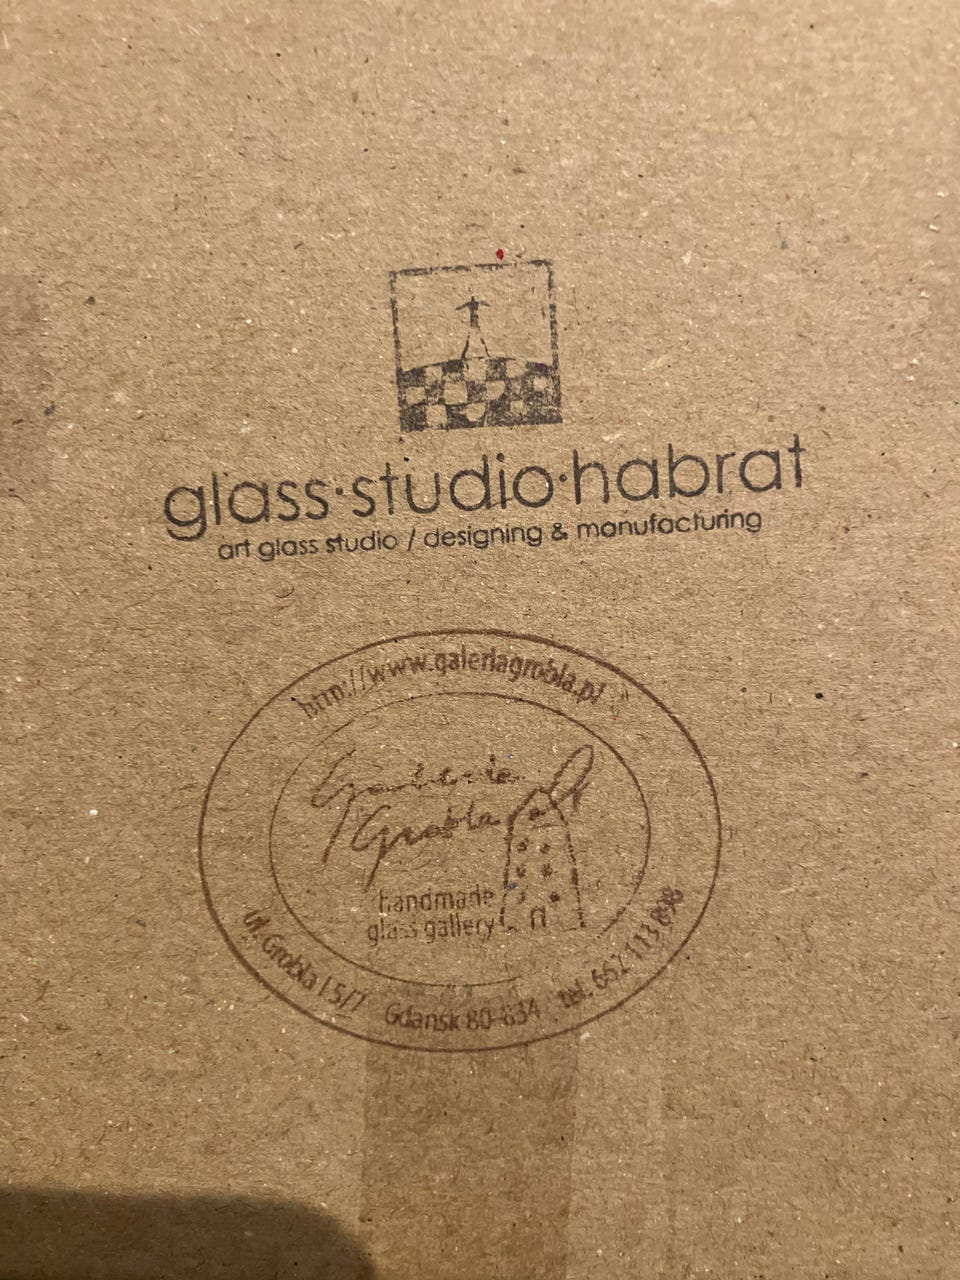 glass·studio·habrat
art glass studio / designing & manufacturing
http://www.galeriagrobla.pl
Galeria
Grobla
handmade
glass gallery
ul. Grobla I 5/7 Gdansk 80-834 tel. 662 113 898